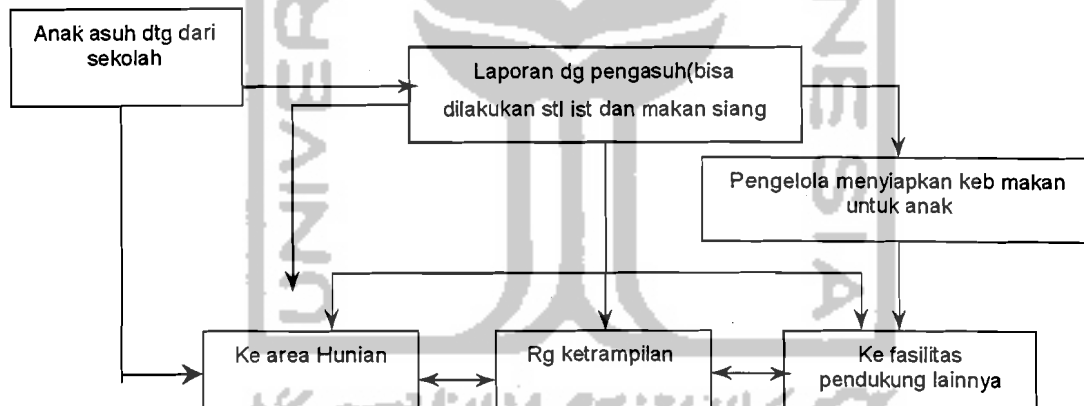 Anak asuh dtg dari
sekolah
Laporan dg pengasuh(bisa
dilakukan stl ist dan makan siang
Pengelola menyiapkan keb makan
untuk anak
Ke area Hunian
Rg ketrampilan
Ke fasilitas
pendukung lainnya